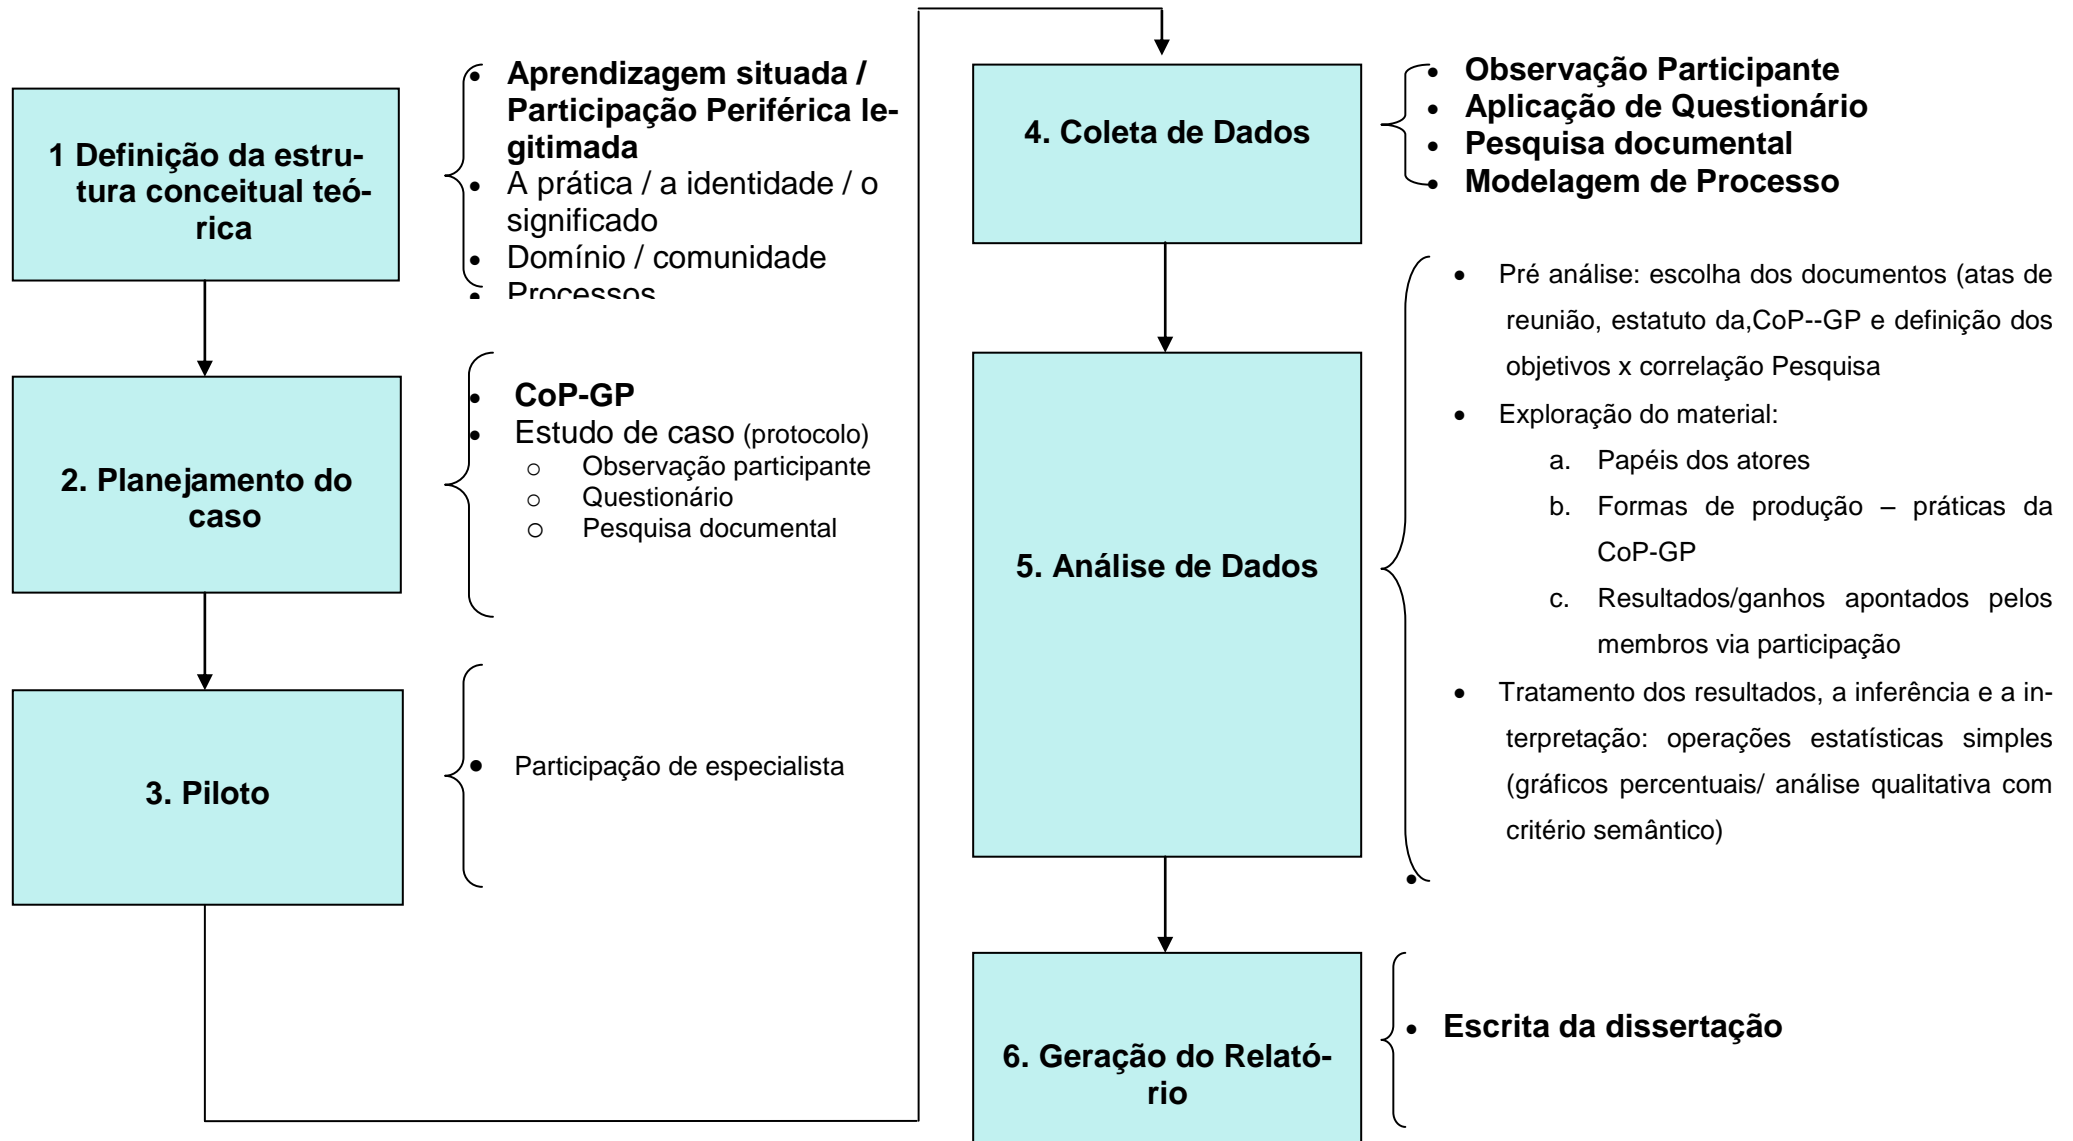 1 Definição da estru-
tura conceitual teó-
rica
• Aprendizagem situada /
Participação Periférica le-
gitimada
• A prática / a identidade / o
significado
• Domínio / comunidade
• Processos
2. Planejamento do
caso
• CoP-GP
• Estudo de caso (protocolo)
o Observação participante
o Questionário
o Pesquisa documental
3. Piloto
• Participação de especialista
4. Coleta de Dados
• Observação Participante
• Aplicação de Questionário
• Pesquisa documental
• Modelagem de Processo
5. Análise de Dados
• Pré análise: escolha dos documentos (atas de
reunião, estatuto da,CoP--GP e definição dos
objetivos x correlação Pesquisa
• Exploração do material:
a. Papéis dos atores
b. Formas de produção – práticas da
CoP-GP
c. Resultados/ganhos apontados pelos
membros via participação
• Tratamento dos resultados, a inferência e a in-
terpretação: operações estatísticas simples
(gráficos percentuais/ análise qualitativa com
critério semântico)
•
6. Geração do Relató-
rio
• Escrita da dissertação